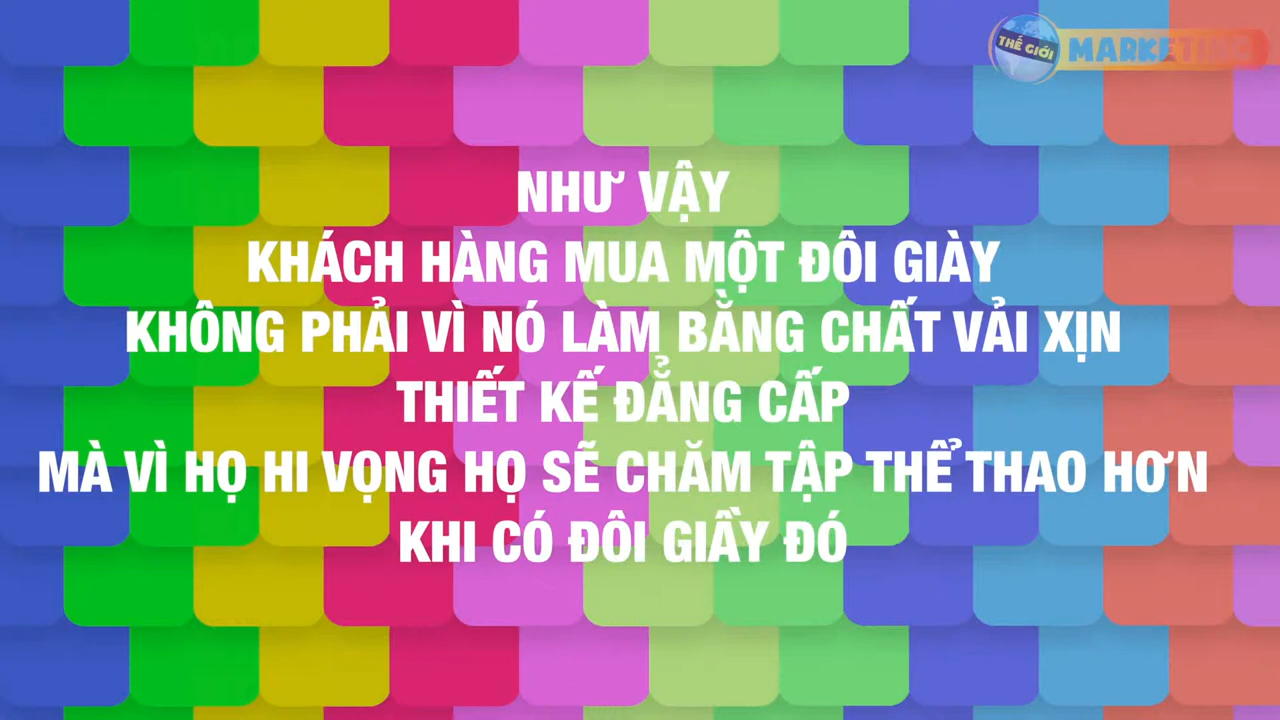 THẾ GIỚI
MARKETING
NHƯ VẬY
KHÁCH HÀNG MUA MỘT ĐÔI GIÀY
KHÔNG PHẢI VÌ NÓ LÀM BẰNG CHẤT VẢI XỊN
THIẾT KẾ ĐẲNG CẤP
MÀ VÌ HỌ HI VỌNG HỌ SẼ CHĂM TẬP THỂ THAO HƠN
KHI CÓ ĐÔI GIẦY ĐÓ